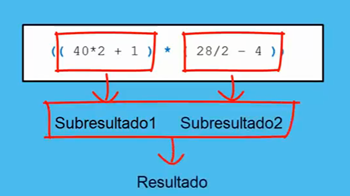 (( 40*2 + 1 ) * ( 28/2 – 4 ))
Subresultado1 Subresultado2
Resultado